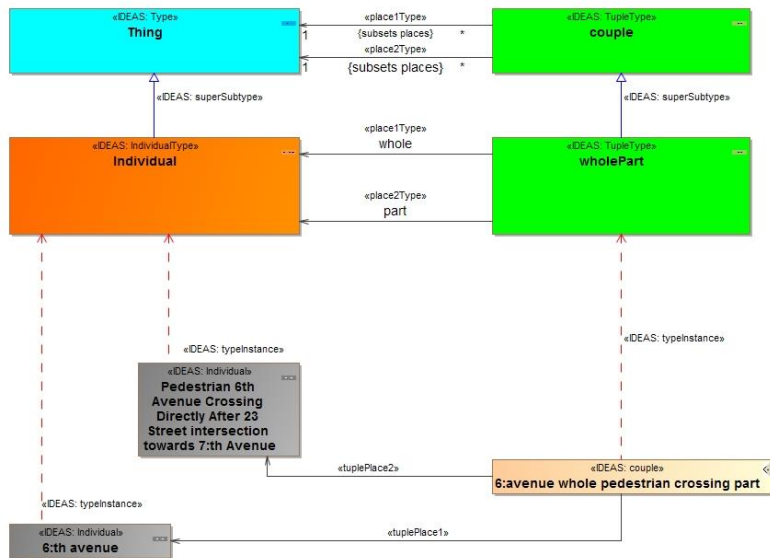 «IDEAS: Type»
Thing
«place1Type»
1
{subsets places}
*
«place2Type»
1
{subsets places}
*
«IDEAS: TupleType»
couple
«IDEAS: superSubtype»
«IDEAS: superSubtype»
«IDEAS: IndividualType»
Individual
«place1Type»
whole
«place2Type»
part
«IDEAS: TupleType»
wholePart
«IDEAS: typeInstance»
«IDEAS: typeInstance»
«IDEAS: Individual»
Pedestrian 6th
Avenue Crossing
Directly After 23
Street intersection
towards 7:th Avenue
«tuplePlace2»
«IDEAS: couple»
6:avenue whole pedestrian crossing part
«IDEAS: typeInstance»
«IDEAS: Individual»
6:th avenue
«tuplePlace1»